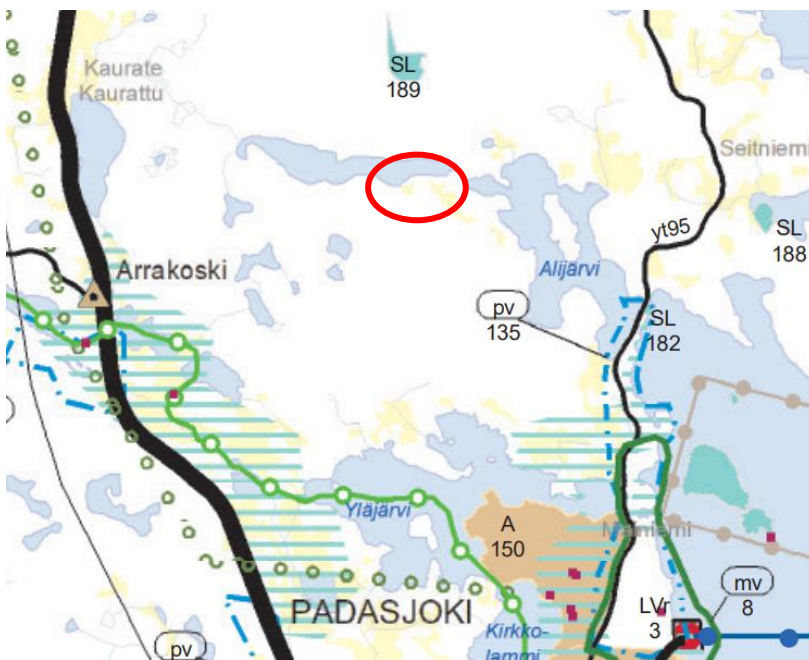 SL
189
Kaurate
Kaurattu
Seitniemi
yt95
SL
188
Arrakoski
Alijärvi
pv
135
SL
182
Yläjärvi
A
150
PADASJOKI
LVr
3
mv
8
Kirkko-
lammi
pv